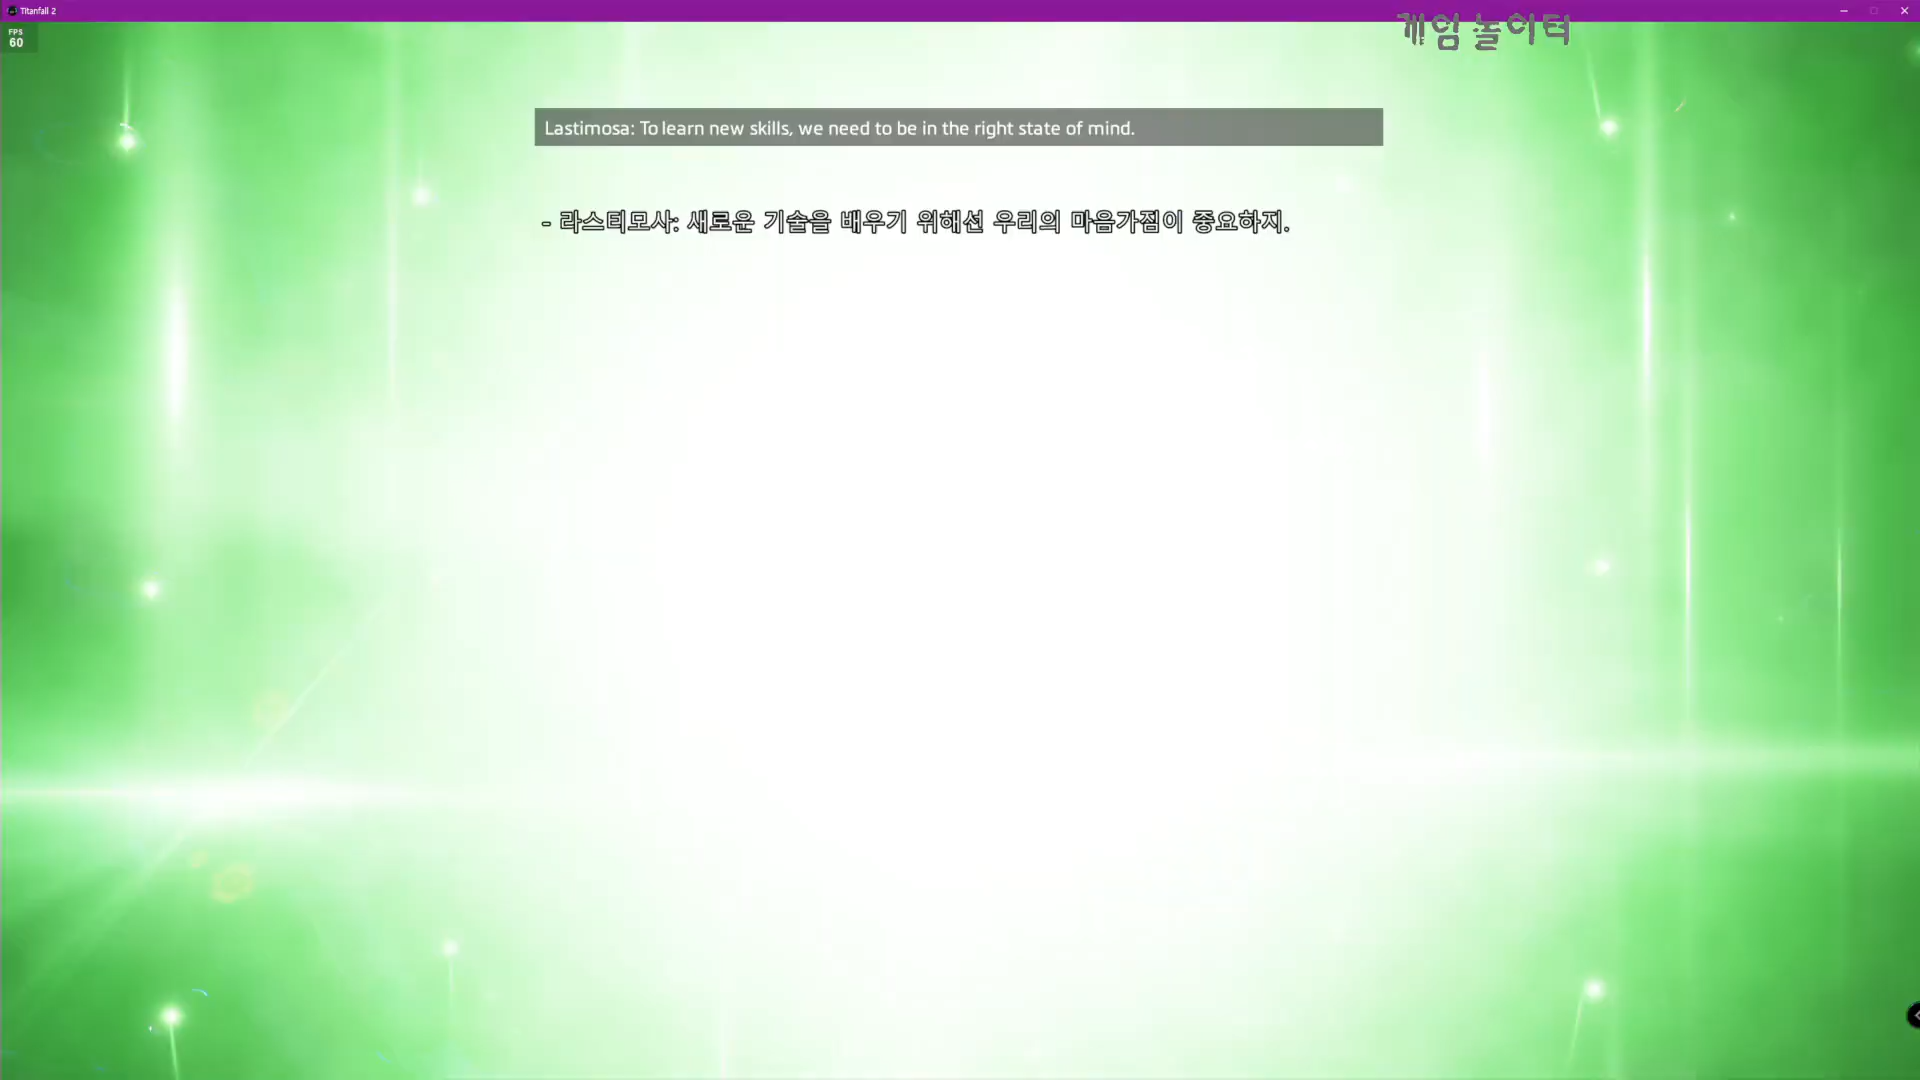 Titanfall 2
게임 놀이터
FPS
60
Lastimosa: To learn new skills, we need to be in the right state of mind.
- 라스티모사: 새로운 기술을 배우기 위해선 우리의 마음가짐이 중요하지.